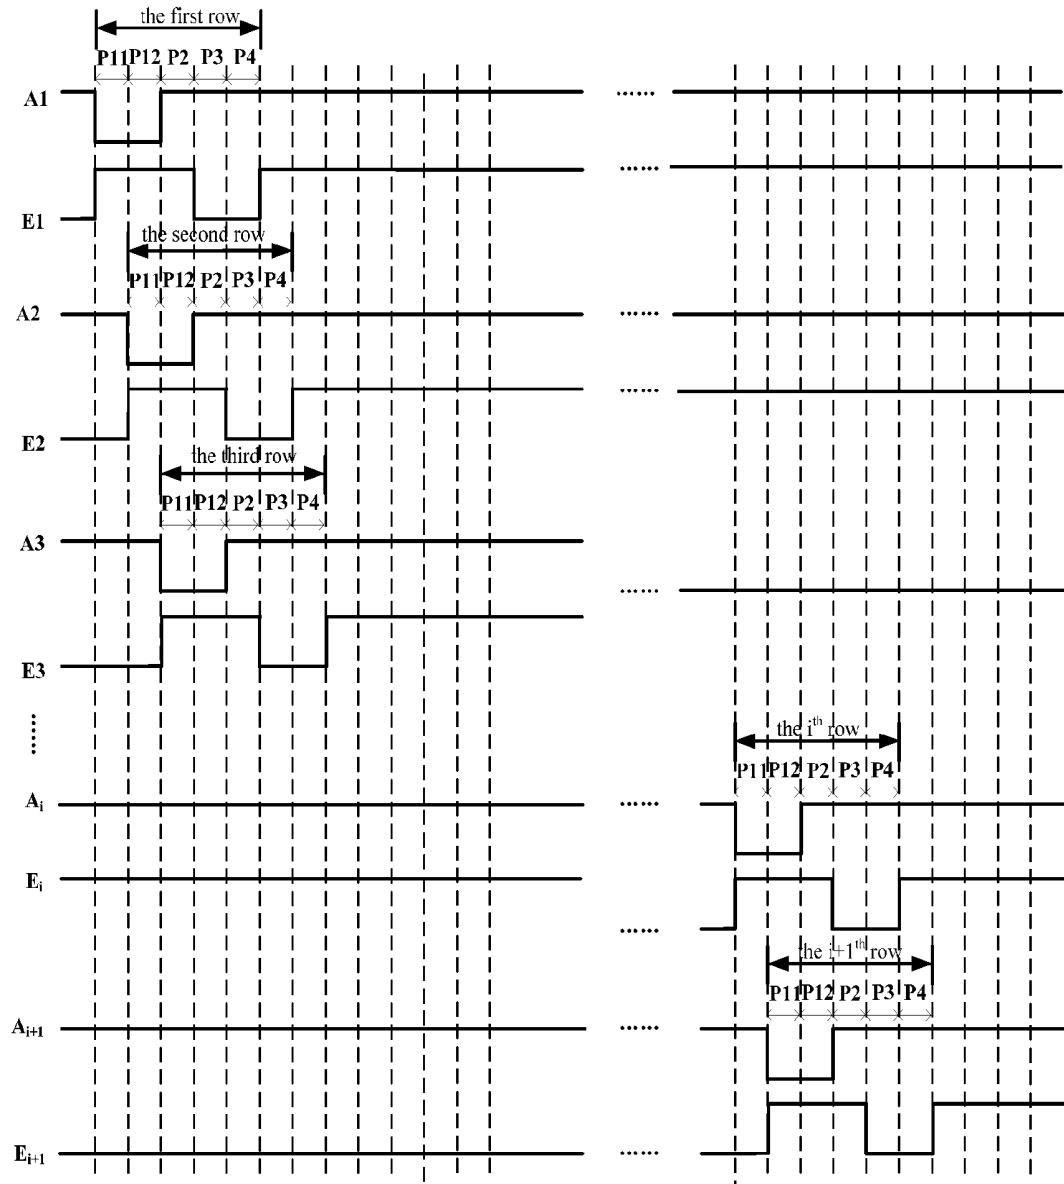 the first row
P11 P12 P2 P3 P4
A1
......
......
E1
the second row
P11 P12 P2 P3 P4
A2
......
......
E2
the third row
P11 P12 P2 P3 P4
A3
......
E3
......
the ith row
P11 P12 P2 P3 P4
Ai
......
Ei
......
the i+1th row
P11 P12 P2 P3 P4
Ai+1
......
Ei+1
......